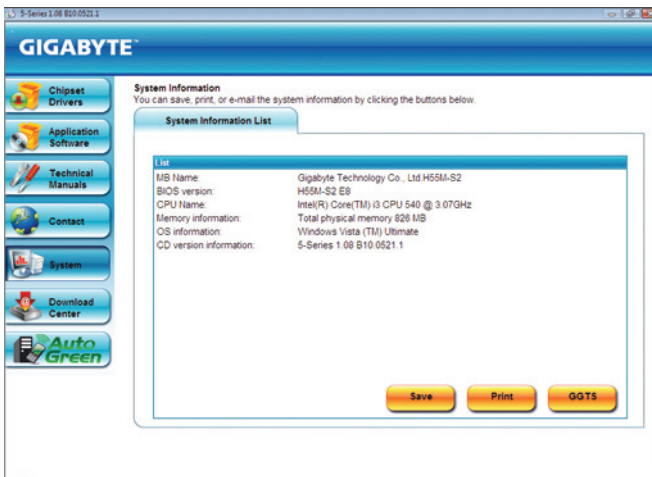 5-Series 1.08 B10.0521.1
GIGABYTE™
Chipset
Drivers
Application
Software
Technical
Manuals
Contact
System
Download
Center
Auto
Green
System Information
You can save, print, or e-mail the system information by clicking the buttons below.
System Information List
List
MB Name: Gigabyte Technology Co., Ltd.H55M-S2
BIOS version: H55M-S2 E8
CPU Name: Intel(R) Core(TM) i3 CPU 540 @ 3.07GHz
Memory information: Total physical memory 826 MB
OS information: Windows Vista (TM) Ultimate
CD version information: 5-Series 1.08 B10.0521.1
Save Print GGTS